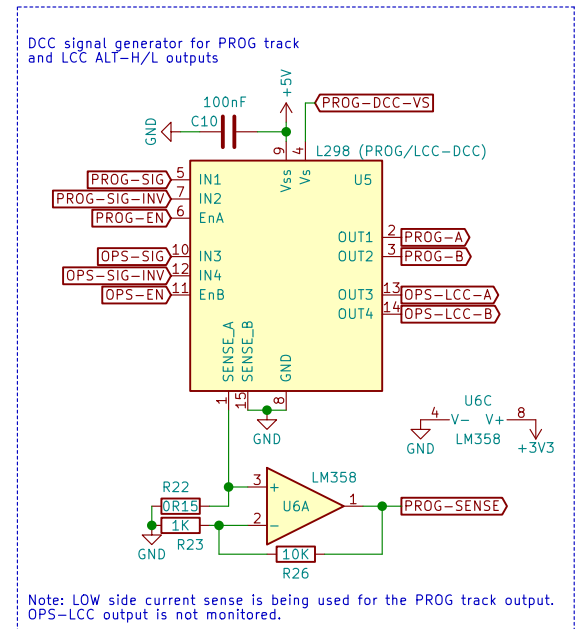 DCC signal generator for PROG track
and LCC ALT-H/L outputs
+5V
100nF
C10
GND
PROG-DCC-VS
9
4
L298 (PROG/LCC-DCC)
Vss
Vs
U5
PROG-SIG 5 IN1
PROG-SIG-INV 7 IN2
PROG-EN 6 EnA
OUT1 2 PROG-A
OPS-SIG 10 IN3
OUT2 3 PROG-B
OPS-SIG-INV 12 IN4
OPS-EN 11 EnB
OUT3 13 OPS-LCC-A
OUT4 14 OPS-LCC-B
SENSE_A
SENSE_B
GND
1
15
8
GND
U6C
4 V- V+ 8
LM358
GND
+3V3
LM358
R22
0R15
3 +
U6A
1 PROG-SENSE
1K
2 −
R23
GND
10K
R26
Note: LOW side current sense is being used for the PROG track output.
OPS-LCC output is not monitored.